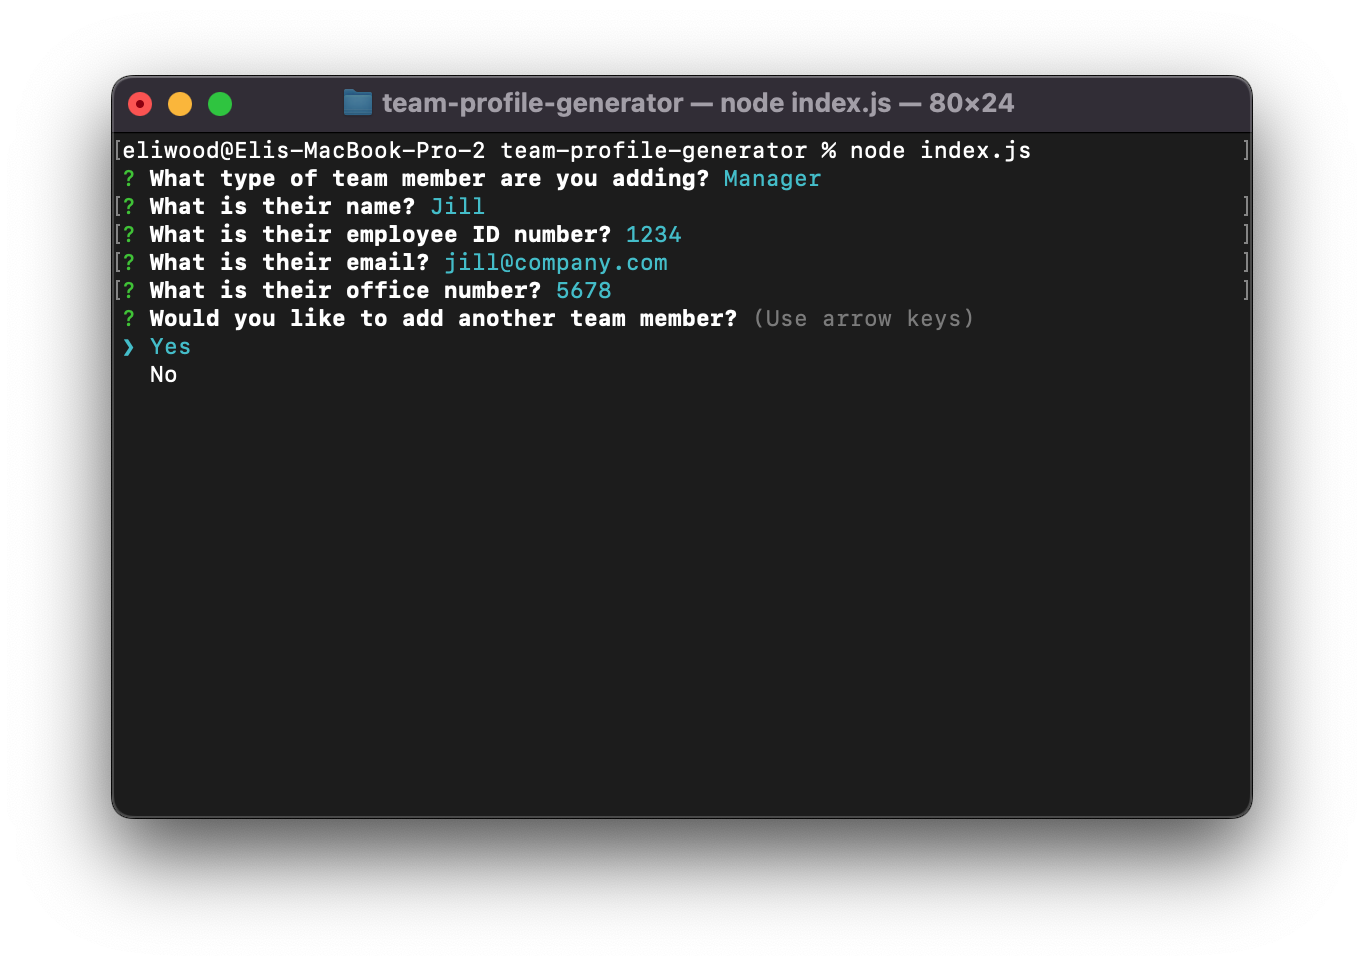 team-profile-generator — node index.js — 80×24
[eliwood@Elis-MacBook-Pro-2 team-profile-generator % node index.js ]
? What type of team member are you adding? Manager
[? What is their name? Jill ]
[? What is their employee ID number? 1234 ]
[? What is their email? jill@company.com ]
[? What is their office number? 5678 ]
? Would you like to add another team member? (Use arrow keys)
❯ Yes
No